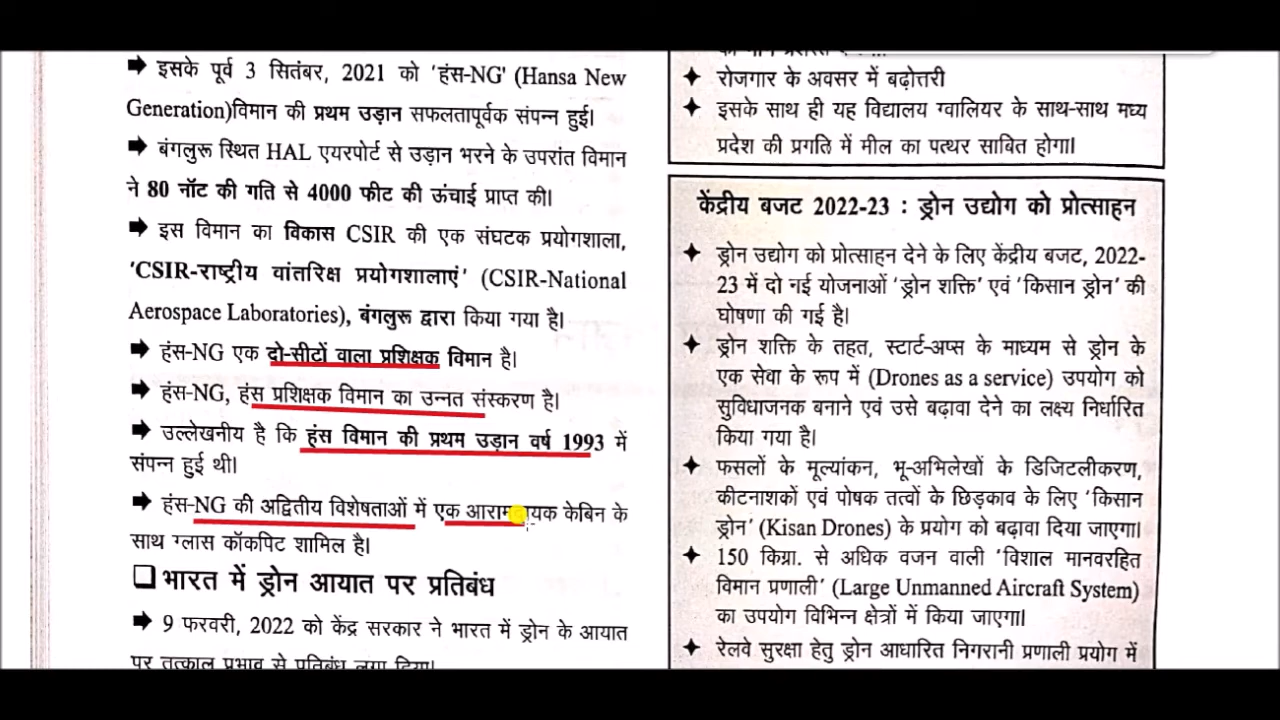 ➡ इसके पूर्व 3 सितंबर, 2021 को 'हंस-NG' (Hansa New
Generation)विमान की प्रथम उड़ान सफलतापूर्वक संपन्न हुई।
➡ बंगलुरू स्थित HAL एयरपोर्ट से उड़ान भरने के उपरांत विमान
ने 80 नॉट की गति से 4000 फीट की ऊंचाई प्राप्त की।
➡ इस विमान का विकास CSIR की एक संघटक प्रयोगशाला,
'CSIR-राष्ट्रीय वांतरिक्ष प्रयोगशालाएं' (CSIR-National
Aerospace Laboratories), बंगलुरू द्वारा किया गया है।
➡ हंस-NG एक दो-सीटों वाला प्रशिक्षक विमान है।
➡ हंस-NG, हंस प्रशिक्षक विमान का उन्नत संस्करण है।
➡ उल्लेखनीय है कि हंस विमान की प्रथम उड़ान वर्ष 1993 में
संपन्न हुई थी।
➡ हंस-NG की अद्वितीय विशेषताओं में एक आरामदायक केबिन के
साथ ग्लास कॉकपिट शामिल है।
❑ भारत में ड्रोन आयात पर प्रतिबंध
➡ 9 फरवरी, 2022 को केंद्र सरकार ने भारत में ड्रोन के आयात
पर तत्काल प्रभाव से प्रतिबंध लगा दिया।
✦ रोजगार के अवसर में बढ़ोत्तरी
✦ इसके साथ ही यह विद्यालय ग्वालियर के साथ-साथ मध्य
प्रदेश की प्रगति में मील का पत्थर साबित होगा।
केंद्रीय बजट 2022-23 : ड्रोन उद्योग को प्रोत्साहन
✦ ड्रोन उद्योग को प्रोत्साहन देने के लिए केंद्रीय बजट, 2022-
23 में दो नई योजनाओं 'ड्रोन शक्ति' एवं 'किसान ड्रोन' की
घोषणा की गई है।
✦ ड्रोन शक्ति के तहत, स्टार्ट-अप्स के माध्यम से ड्रोन के
एक सेवा के रूप में (Drones as a service) उपयोग को
सुविधाजनक बनाने एवं उसे बढ़ावा देने का लक्ष्य निर्धारित
किया गया है।
✦ फसलों के मूल्यांकन, भू-अभिलेखों के डिजिटलीकरण,
कीटनाशकों एवं पोषक तत्वों के छिड़काव के लिए 'किसान
ड्रोन' (Kisan Drones) के प्रयोग को बढ़ावा दिया जाएगा।
✦ 150 किग्रा. से अधिक वजन वाली 'विशाल मानवरहित
विमान प्रणाली' (Large Unmanned Aircraft System)
का उपयोग विभिन्न क्षेत्रों में किया जाएगा।
✦ रेलवे सुरक्षा हेतु ड्रोन आधारित निगरानी प्रणाली प्रयोग में